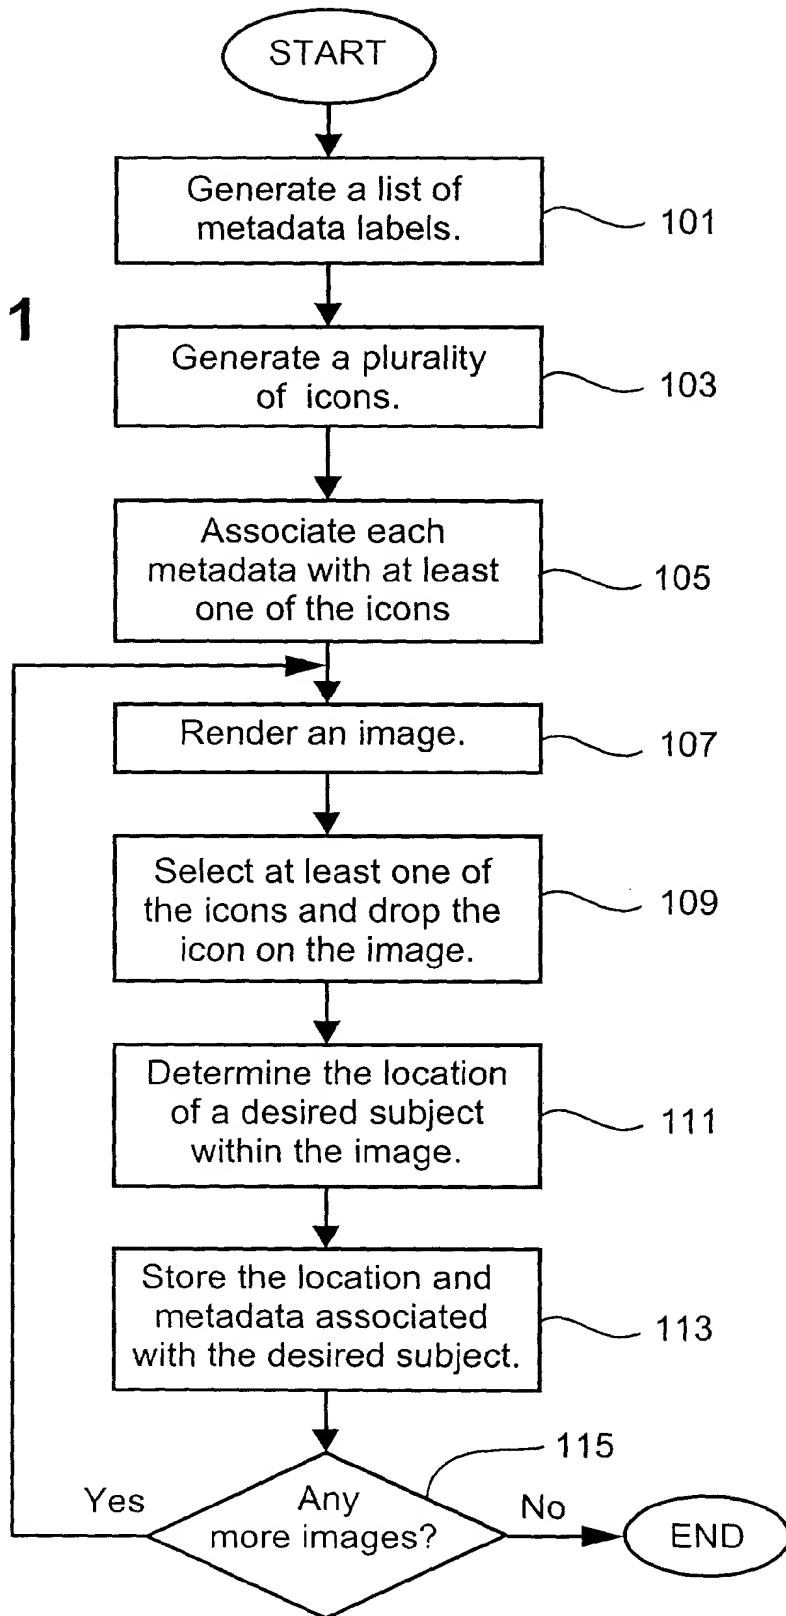 START
Generate a list of
metadata labels.
101
1
Generate a plurality
of icons.
103
Associate each
metadata with at least
one of the icons
105
Render an image.
107
Select at least one of
the icons and drop the
icon on the image.
109
Determine the location
of a desired subject
within the image.
111
Store the location and
metadata associated
with the desired subject.
113
115
Any
more images?
Yes
No
END